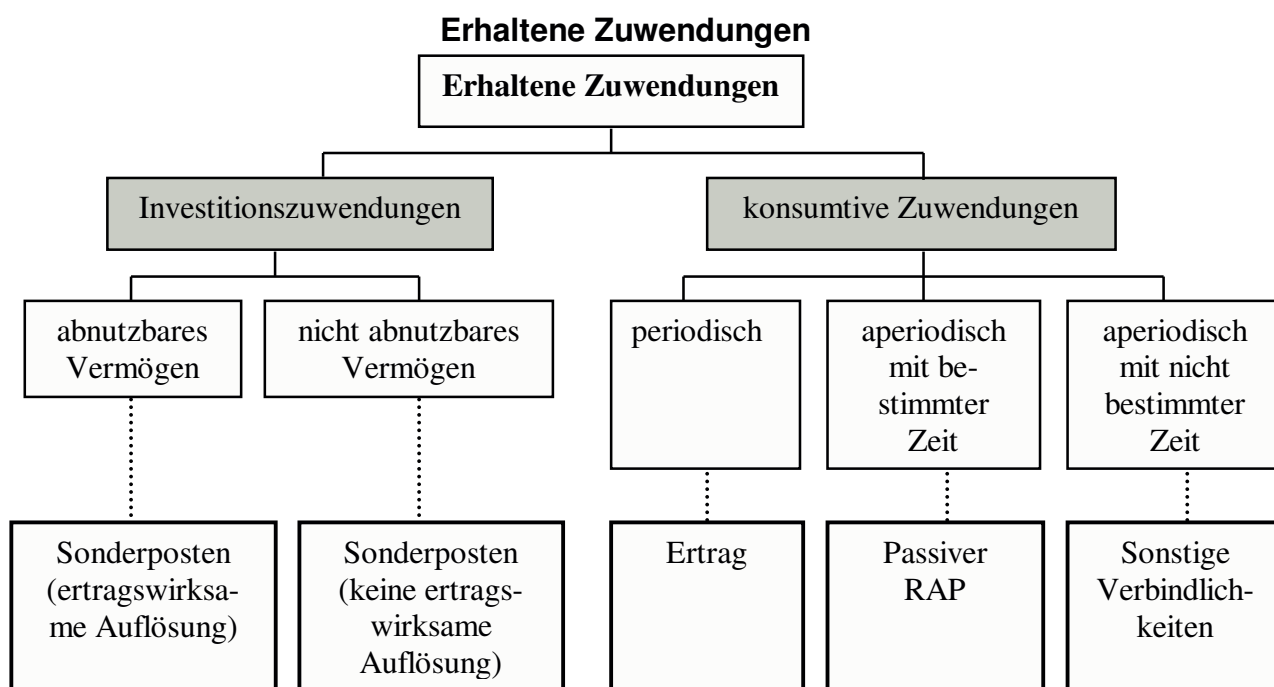 Erhaltene Zuwendungen
Erhaltene Zuwendungen
Investitionszuwendungen
konsumtive Zuwendungen
abnutzbares
Vermögen
nicht abnutzbares
Vermögen
periodisch
aperiodisch
mit be-
stimmter
Zeit
aperiodisch
mit nicht
bestimmter
Zeit
Sonderposten
(ertragswirksa-
me Auflösung)
Sonderposten
(keine ertrags-
wirksame
Auflösung)
Ertrag
Passiver
RAP
Sonstige
Verbindlich-
keiten